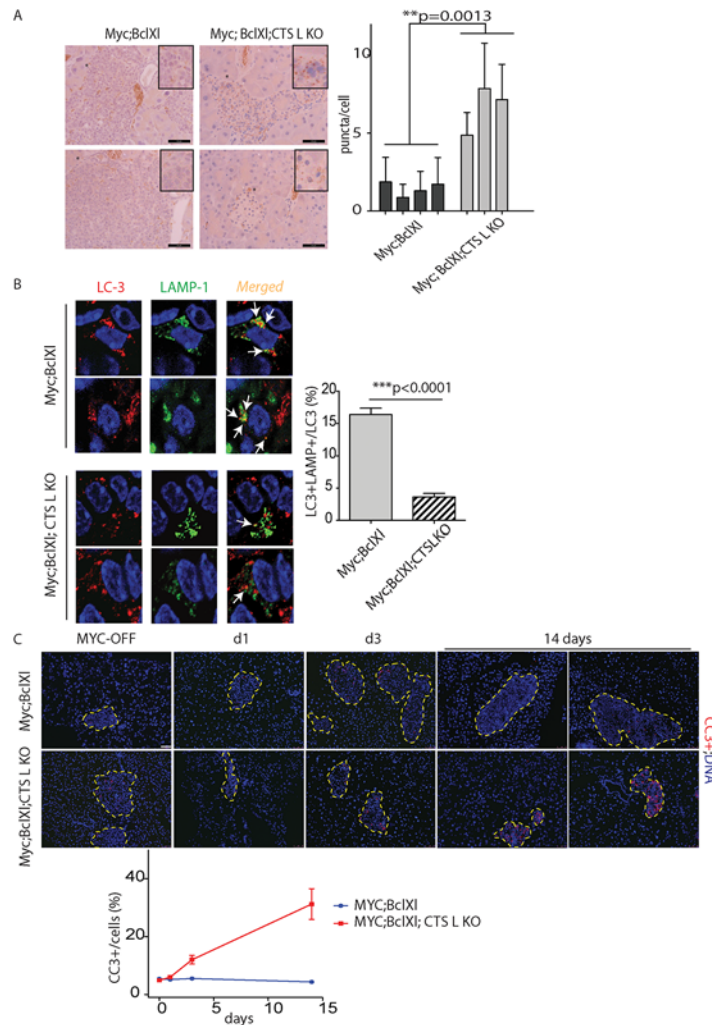 A
Myc;BclXl
Myc; BclXl;CTS L KO
**p=0.0013
puncta/cell
10
5
0
Myc;BclXl
Myc; BclXl;CTS L KO
B
LC-3
LAMP-1
Merged
Myc;BclXl
Myc;BclXl; CTS L KO
***p<0.0001
LC3+LAMP+/LC3 (%)
20
15
10
5
0
Myc;BclXl
Myc;BclXl;CTSLKO
C
MYC-OFF
d1
d3
14 days
Myc;BclXl
Myc;BclXl;CTS L KO
CC3+;DNA
CC3+/cells (%)
40
20
0
0
5
10
15
days
MYC;BclXl
MYC;BclXl; CTS L KO